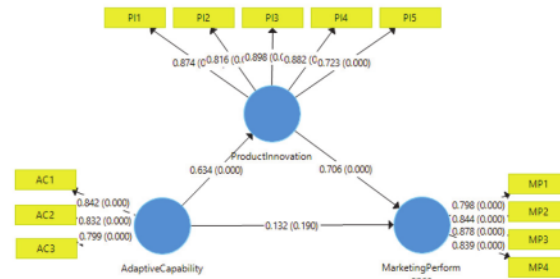 PI1 PI2 PI3 PI4 PI5
0.874 (0.0 0.816 (0.0 0.898 (0.0 0.882 (0.0 0.723 (0.000)
ProductInnovation
0.634 (0.000) 0.706 (0.000)
AC1
AC2
AC3
0.842 (0.000)
0.832 (0.000)
0.799 (0.000)
0.132 (0.190)
0.798 (0.000)
0.844 (0.000)
0.878 (0.000)
0.839 (0.000)
MP1
MP2
MP3
MP4
AdaptiveCapability
MarketingPerform